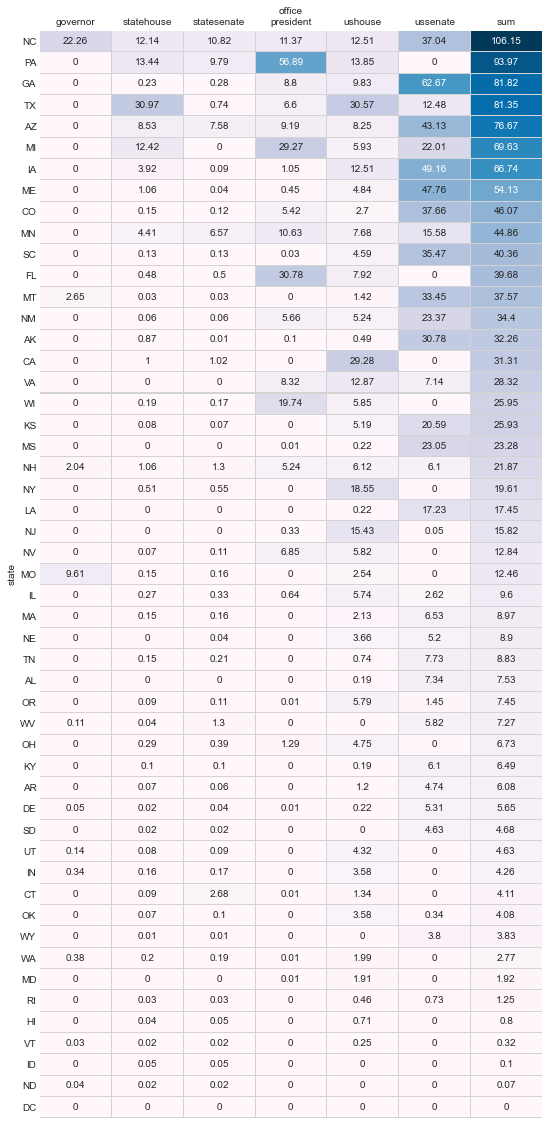 office
governor statehouse statesenate president ushouse ussenate sum
NC 22.26 12.14 10.82 11.37 12.51 37.04 106.15
PA 0 13.44 9.79 56.89 13.85 0 93.97
GA 0 0.23 0.28 8.8 9.83 62.67 81.82
TX 0 30.97 0.74 6.6 30.57 12.48 81.35
AZ 0 8.53 7.58 9.19 8.25 43.13 76.67
MI 0 12.42 0 29.27 5.93 22.01 69.63
IA 0 3.92 0.09 1.05 12.51 49.16 66.74
ME 0 1.06 0.04 0.45 4.84 47.76 54.13
CO 0 0.15 0.12 5.42 2.7 37.66 46.07
MN 0 4.41 6.57 10.63 7.68 15.58 44.86
SC 0 0.13 0.13 0.03 4.59 35.47 40.36
FL 0 0.48 0.5 30.78 7.92 0 39.68
MT 2.65 0.03 0.03 0 1.42 33.45 37.57
NM 0 0.06 0.06 5.66 5.24 23.37 34.4
AK 0 0.87 0.01 0.1 0.49 30.78 32.26
CA 0 1 1.02 0 29.28 0 31.31
VA 0 0 0 8.32 12.87 7.14 28.32
WI 0 0.19 0.17 19.74 5.85 0 25.95
KS 0 0.08 0.07 0 5.19 20.59 25.93
MS 0 0 0 0.01 0.22 23.05 23.28
NH 2.04 1.06 1.3 5.24 6.12 6.1 21.87
NY 0 0.51 0.55 0 18.55 0 19.61
LA 0 0 0 0 0.22 17.23 17.45
NJ 0 0 0 0.33 15.43 0.05 15.82
NV 0 0.07 0.11 6.85 5.82 0 12.84
state
MO 9.61 0.15 0.16 0 2.54 0 12.46
IL 0 0.27 0.33 0.64 5.74 2.62 9.6
MA 0 0.15 0.16 0 2.13 6.53 8.97
NE 0 0 0.04 0 3.66 5.2 8.9
TN 0 0.15 0.21 0 0.74 7.73 8.83
AL 0 0 0 0 0.19 7.34 7.53
OR 0 0.09 0.11 0.01 5.79 1.45 7.45
WV 0.11 0.04 1.3 0 0 5.82 7.27
OH 0 0.29 0.39 1.29 4.75 0 6.73
KY 0 0.1 0.1 0 0.19 6.1 6.49
AR 0 0.07 0.06 0 1.2 4.74 6.08
DE 0.05 0.02 0.04 0.01 0.22 5.31 5.65
SD 0 0.02 0.02 0 0 4.63 4.68
UT 0.14 0.08 0.09 0 4.32 0 4.63
IN 0.34 0.16 0.17 0 3.58 0 4.26
CT 0 0.09 2.68 0.01 1.34 0 4.11
OK 0 0.07 0.1 0 3.58 0.34 4.08
WY 0 0.01 0.01 0 0 3.8 3.83
WA 0.38 0.2 0.19 0.01 1.99 0 2.77
MD 0 0 0 0.01 1.91 0 1.92
RI 0 0.03 0.03 0 0.46 0.73 1.25
HI 0 0.04 0.05 0 0.71 0 0.8
VT 0.03 0.02 0.02 0 0.25 0 0.32
ID 0 0.05 0.05 0 0 0 0.1
ND 0.04 0.02 0.02 0 0 0 0.07
DC 0 0 0 0 0 0 0